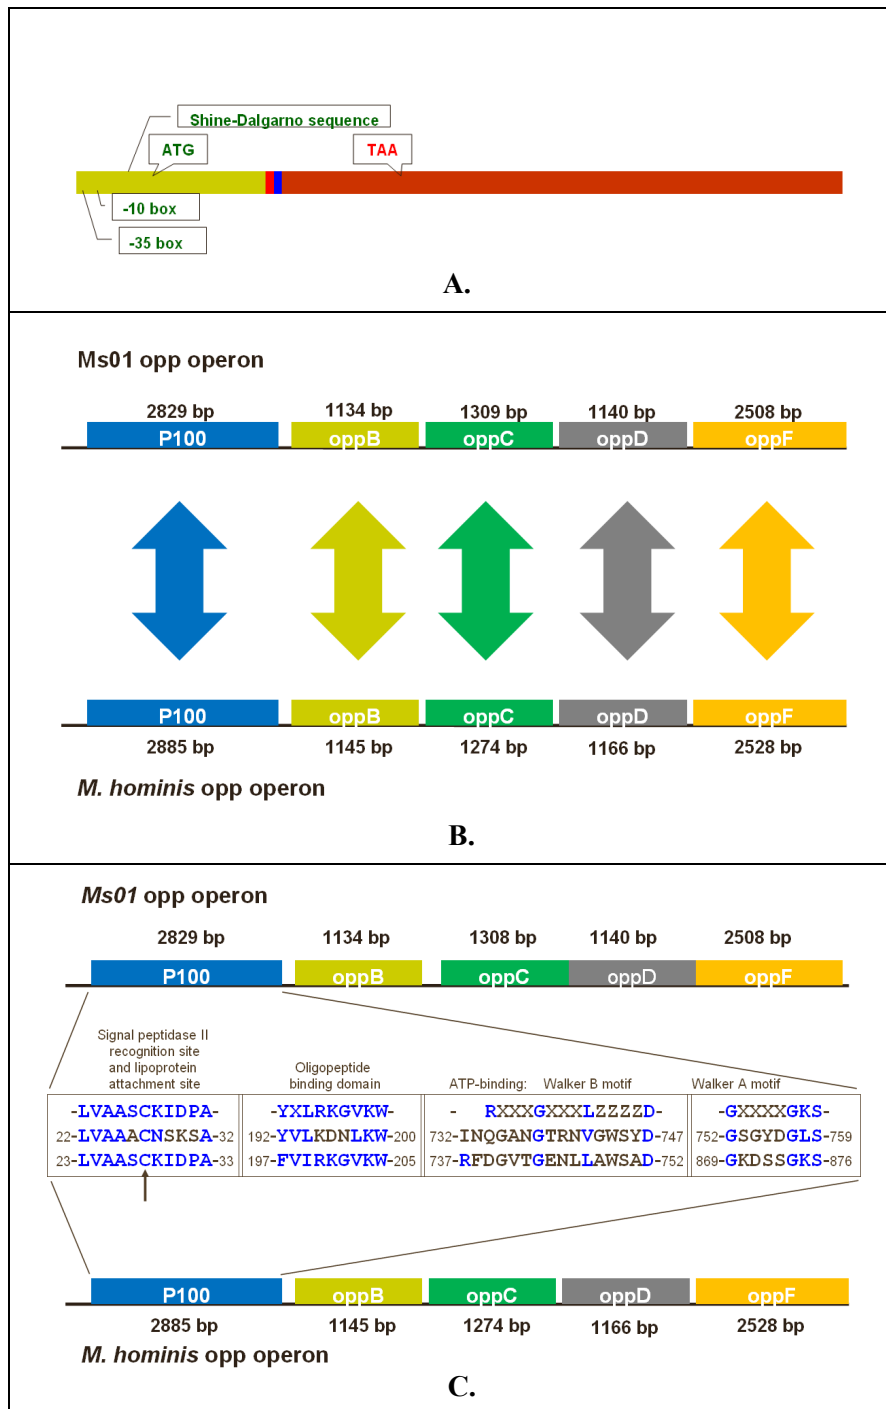 Shine-Dalgarno sequence
ATG
TAA
-10 box
-35 box
A.
Ms01 opp operon
2829 bp 1134 bp 1309 bp 1140 bp 2508 bp
P100 oppB oppC oppD oppF
P100 oppB oppC oppD oppF
2885 bp 1145 bp 1274 bp 1166 bp 2528 bp
M. hominis opp operon
B.
Ms01 opp operon
2829 bp 1134 bp 1308 bp 1140 bp 2508 bp
P100 oppB oppC oppD oppF
Signal peptidase II
recognition site
and lipoprotein
attachment site
Oligopeptide
binding domain
ATP-binding: Walker B motif
Walker A motif
-LVAASCKIDPA- -YXLRKGVKW- - RXXXGXXXLZZZZD- -GXXXXGKS-
22-LVAAACNSKSA-32 192-YVLKDNLKW-200 732-INQGANGTRNVGWSYD-747 752-GSGYDGLS-759
23-LVAASCKIDPA-33 197-FVIRKGVKW-205 737-RFDGVTGENLLAWSAD-752 869-GKDSSGKS-876
P100 oppB oppC oppD oppF
2885 bp 1145 bp 1274 bp 1166 bp 2528 bp
M. hominis opp operon
C.